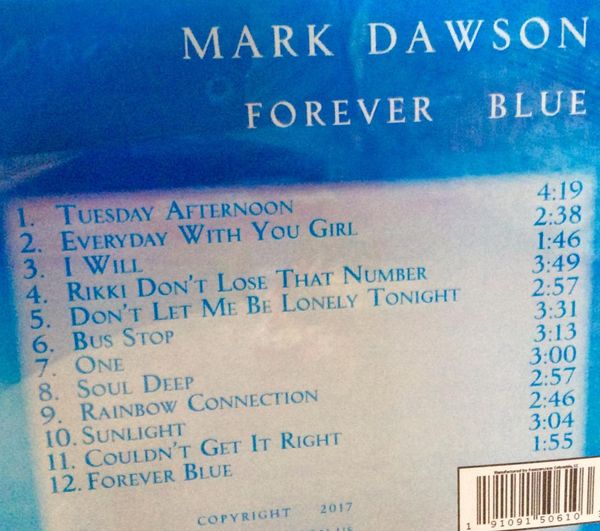 MARK DAWSON
FOREVER BLUE
1. TUESDAY AFTERNOON 4:19
2. EVERYDAY WITH YOU GIRL 2:38
3. I WILL 1:46
4. RIKKI DON'T LOSE THAT NUMBER 3:49
5. DON'T LET ME BE LONELY TONIGHT 2:57
6. BUS STOP 3:31
7. ONE 3:13
8. SOUL DEEP 3:00
9. RAINBOW CONNECTION 2:57
10. SUNLIGHT 2:46
11. COULDN'T GET IT RIGHT 3:04
12. FOREVER BLUE 1:55
COPYRIGHT 2017
1 91091 50610